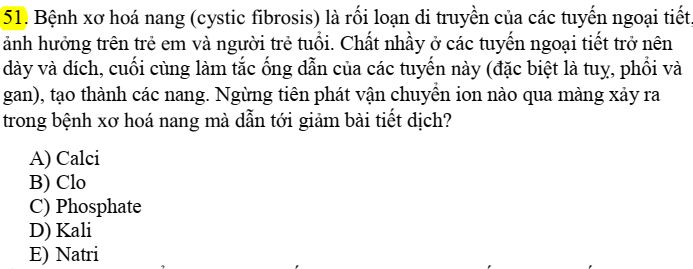 51. Bệnh xơ hoá nang (cystic fibrosis) là rối loạn di truyền của các tuyến ngoại tiết,
ảnh hưởng trên trẻ em và người trẻ tuổi. Chất nhầy ở các tuyến ngoại tiết trở nên
dày và dích, cuối cùng làm tắc ống dẫn của các tuyến này (đặc biệt là tuỵ, phổi và
gan), tạo thành các nang. Ngừng tiên phát vận chuyển ion nào qua màng xảy ra
trong bệnh xơ hoá nang mà dẫn tới giảm bài tiết dịch?
A) Calci
B) Clo
C) Phosphate
D) Kali
E) Natri